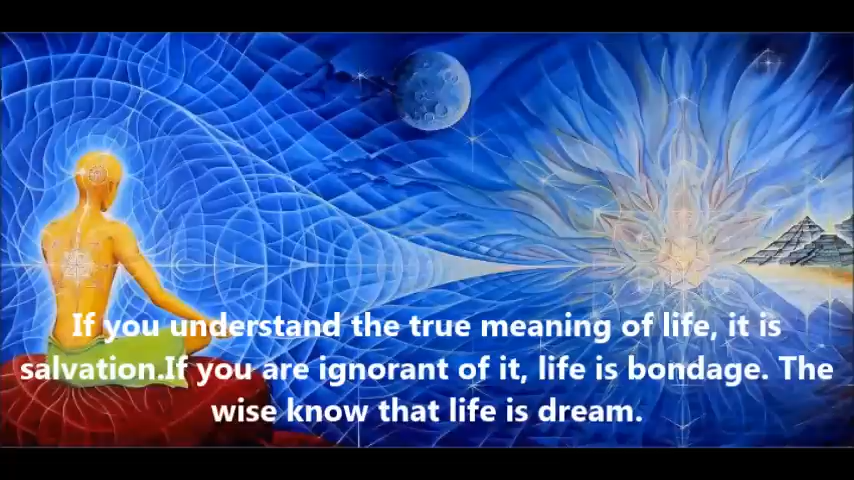 If you understand the true meaning of life, it is
salvation.If you are ignorant of it, life is bondage. The
wise know that life is dream.